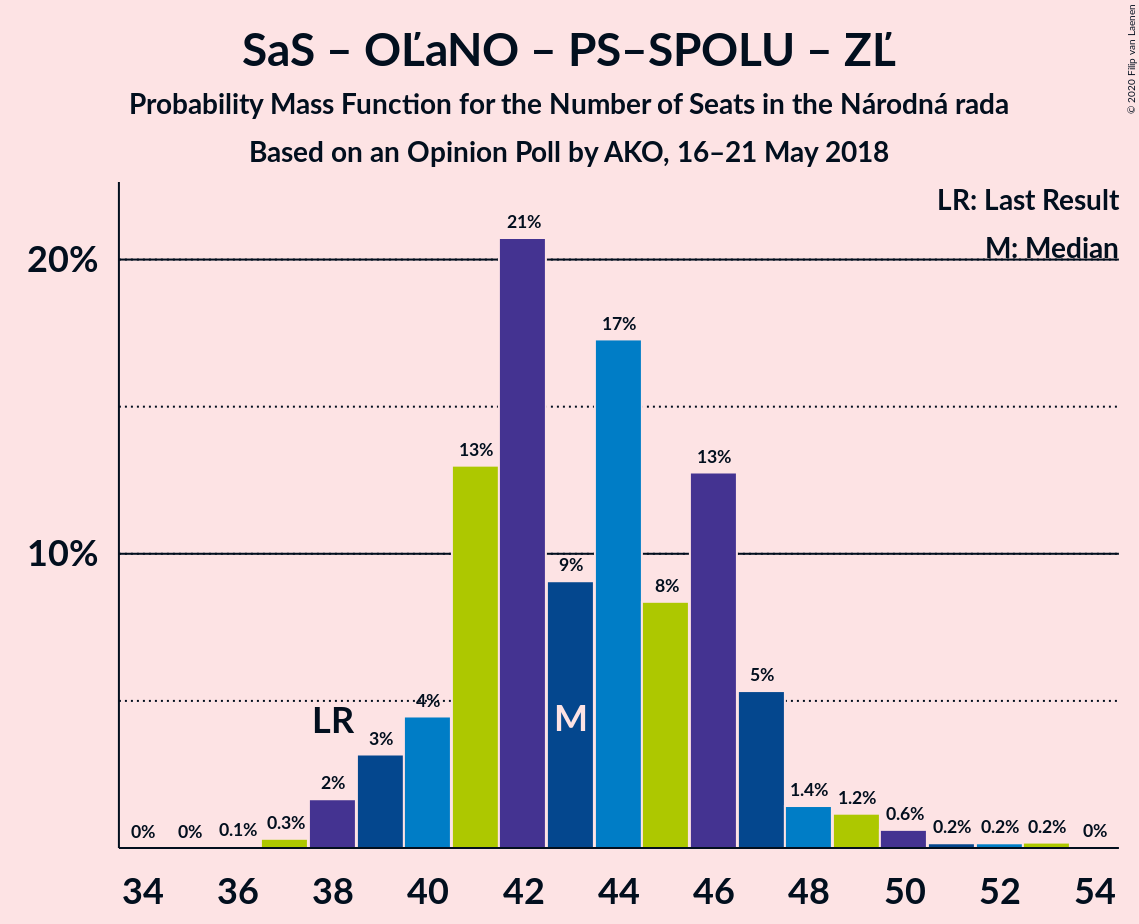 SaS – OĽaNO – PS–SPOLU – ZĽ
Probability Mass Function for the Number of Seats in the Národná rada
Based on an Opinion Poll by AKO, 16–21 May 2018
© 2020 Filip van Laenen
LR: Last Result
M: Median
20%
10%
0%
0%
0.1%
0.3%
2%
3%
4%
13%
21%
9%
17%
8%
13%
5%
1.4%
1.2%
0.6%
0.2%
0.2%
0.2%
0%
LR
M
34 36 38 40 42 44 46 48 50 52 54